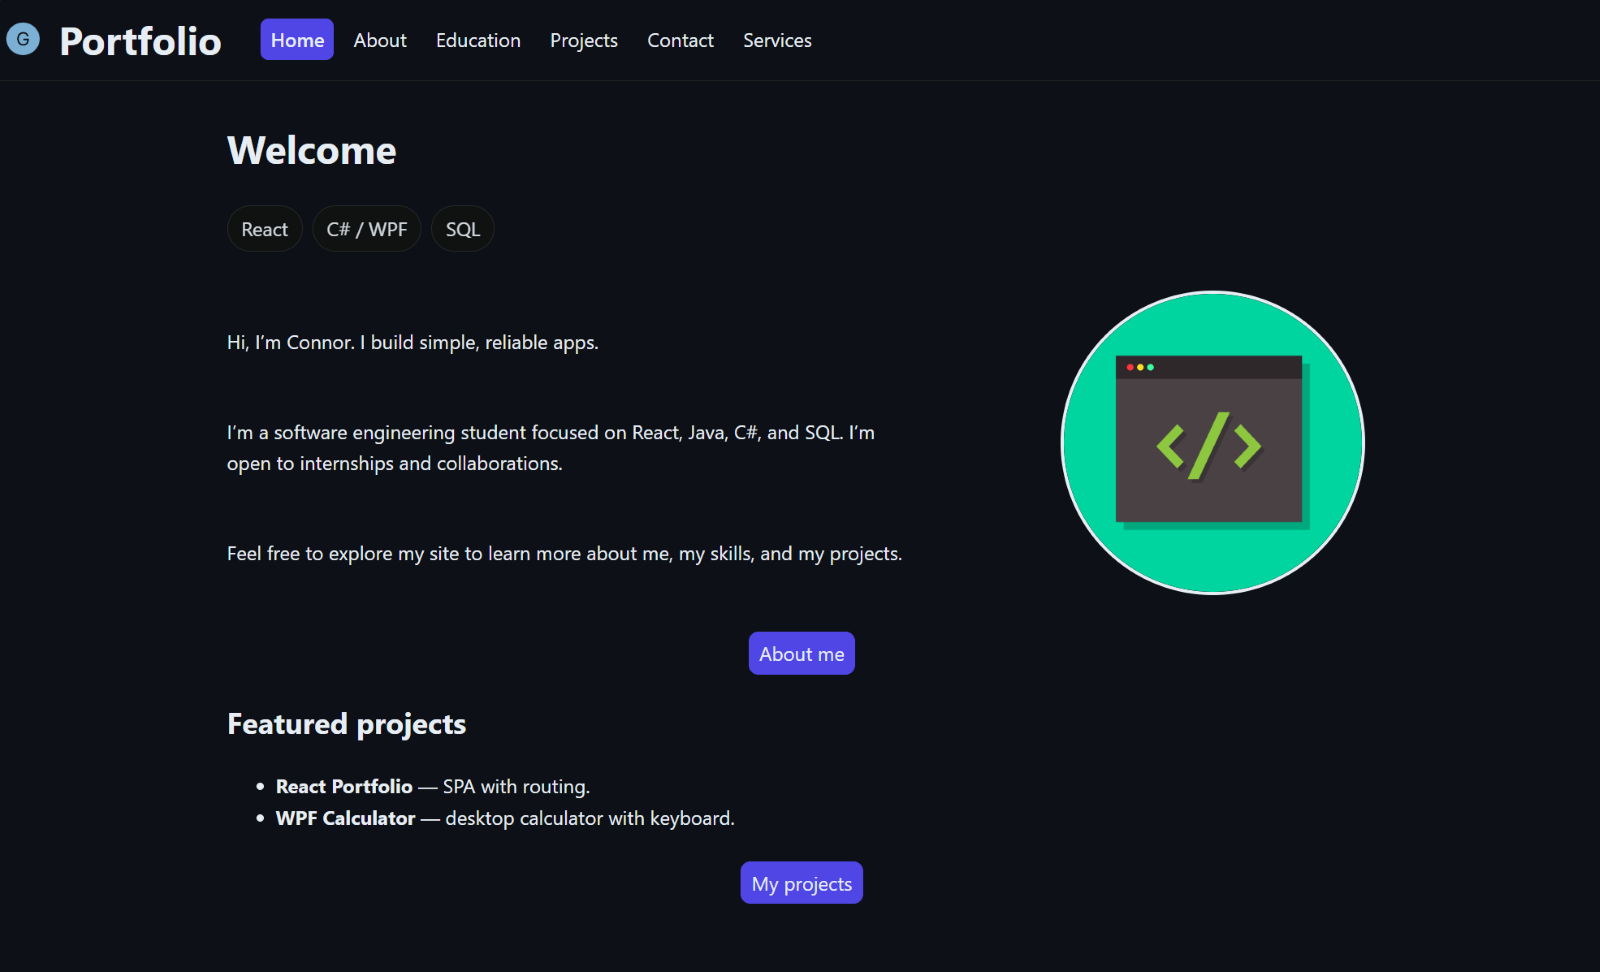 G Portfolio Home About Education Projects Contact Services
Welcome
React C# / WPF SQL
Hi, I’m Connor. I build simple, reliable apps.
I’m a software engineering student focused on React, Java, C#, and SQL. I’m
open to internships and collaborations.
</>
Feel free to explore my site to learn more about me, my skills, and my projects.
About me
Featured projects
• React Portfolio — SPA with routing.
• WPF Calculator — desktop calculator with keyboard.
My projects